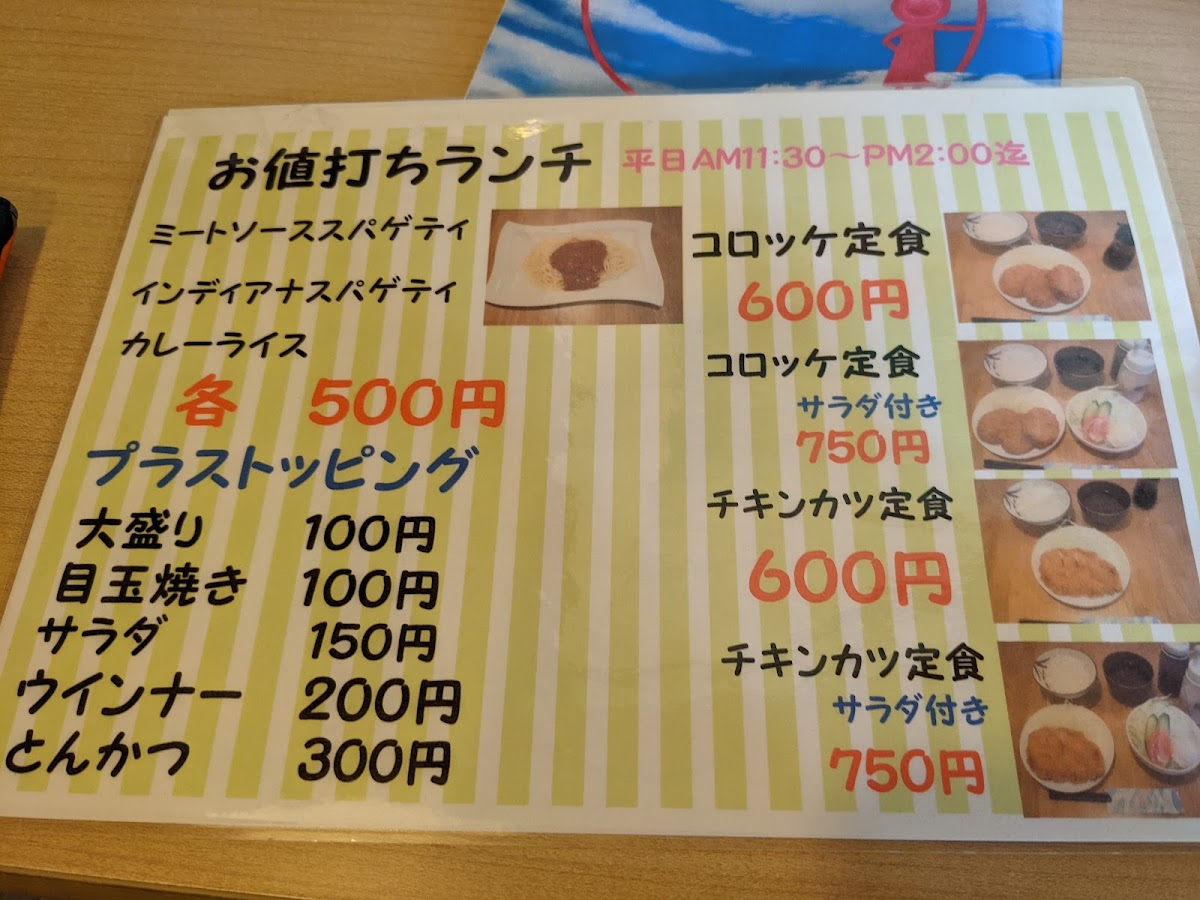 お値打ちランチ 平日AM11:30～PM2:00迄
ミートソーススパゲティ
インディアナスパゲティ
カレーライス
各 500円
プラストッピング
大盛り 100円
目玉焼き 100円
サラダ 150円
ウインナー 200円
とんかつ 300円
コロッケ定食
600円
コロッケ定食
サラダ付き
750円
チキンカツ定食
600円
チキンカツ定食
サラダ付き
750円